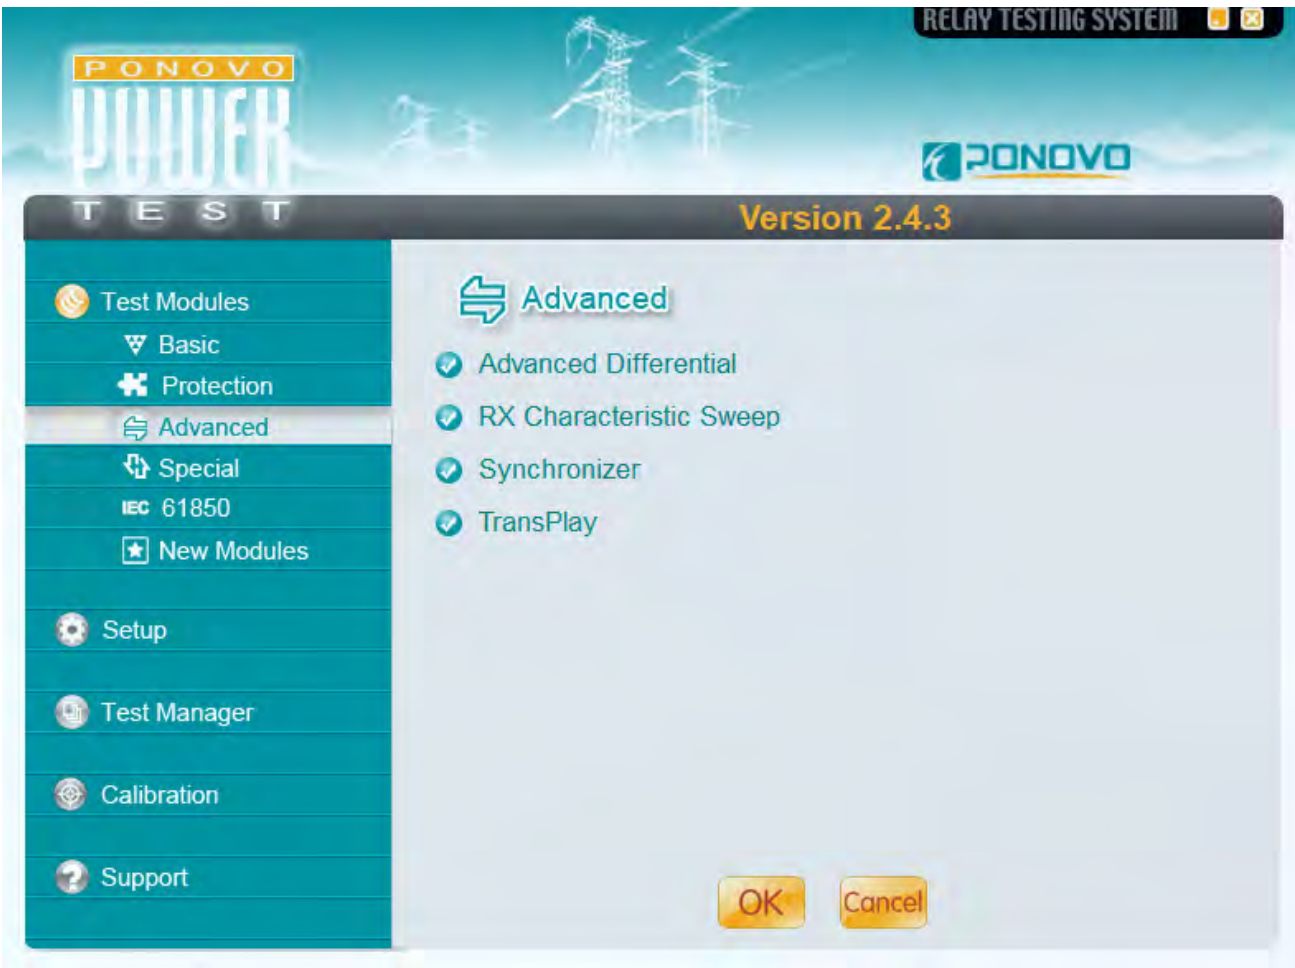 RELAY TESTING SYSTEM
PONOVO
POWER
TEST
PONOVO
Version 2.4.3
Test Modules
Basic
Protection
Advanced
Special
IEC 61850
New Modules
Setup
Test Manager
Calibration
Support
Advanced
Advanced Differential
RX Characteristic Sweep
Synchronizer
TransPlay
OK
Cancel